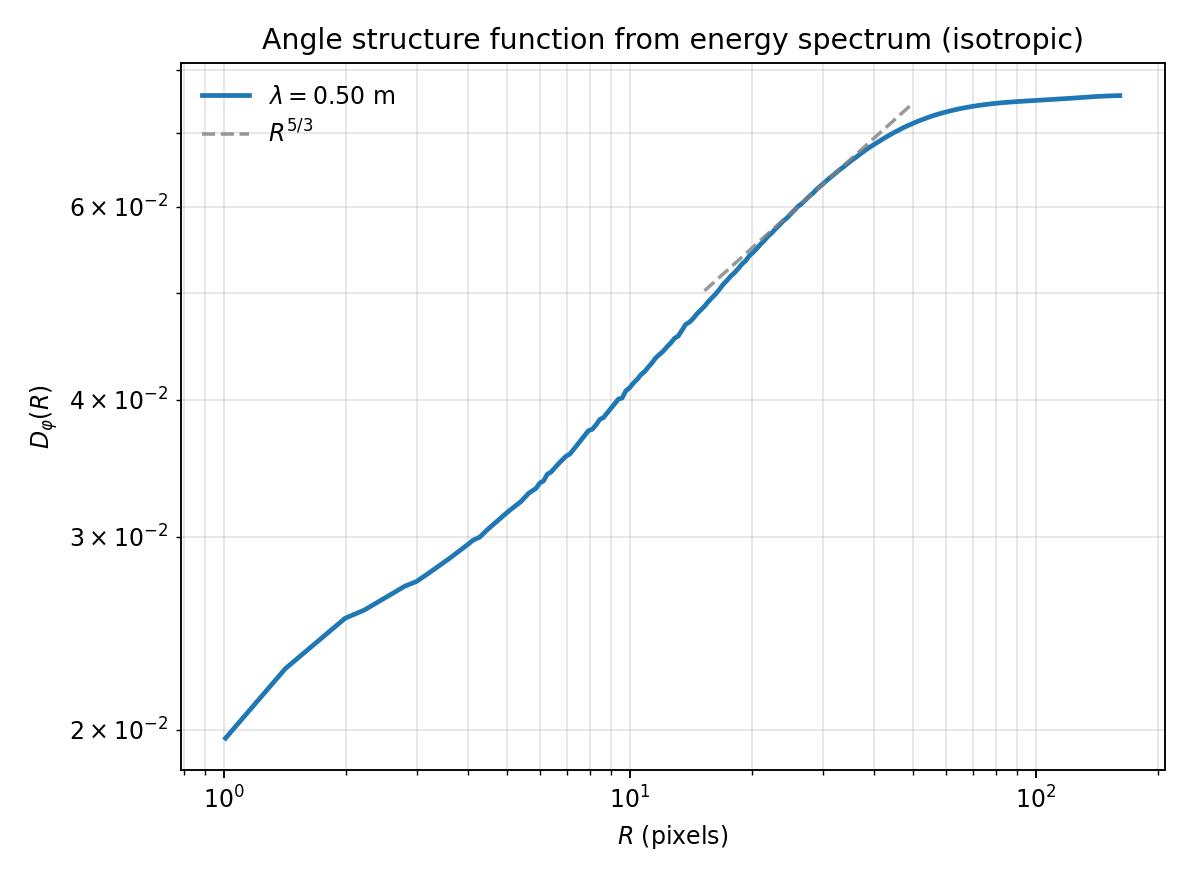 Angle structure function from energy spectrum (isotropic)
λ = 0.50 m
R^{5/3}
6 × 10^{−2}
4 × 10^{−2}
3 × 10^{−2}
2 × 10^{−2}
D_φ(R)
10^0 10^1 10^2
R (pixels)